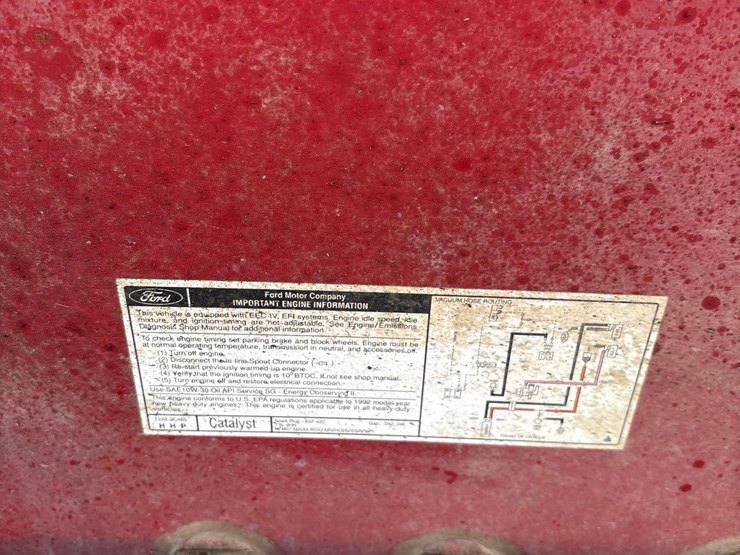 Ford
Ford Motor Company
IMPORTANT ENGINE INFORMATION
This vehicle is equipped with EEC-IV, EFI systems. Engine idle speed, idle
mixture, and ignition timing are not adjustable. See Engine/Emissions
Diagnosis Shop Manual for additional information.
To check engine timing set parking brake and block wheels. Engine must be
at normal operating temperature, transmission in neutral, and accessories off.
(1) Turn off engine.
(2) Disconnect the in-line Spout Connector
(3) Re-start previously warmed-up engine.
(4) Verify that the ignition timing is 10° BTDC. If not see shop manual.
(5) Turn engine off and restore electrical connection.
Use SAE 10W-30 Oil API Service SG - Energy Conserving II.
This engine conforms to U.S. EPA regulations applicable to 1992 model year
new heavy-duty engines. This engine is certified for use in all heavy-duty
vehicles.
HHP
Catalyst
VACUUM HOSE ROUTING